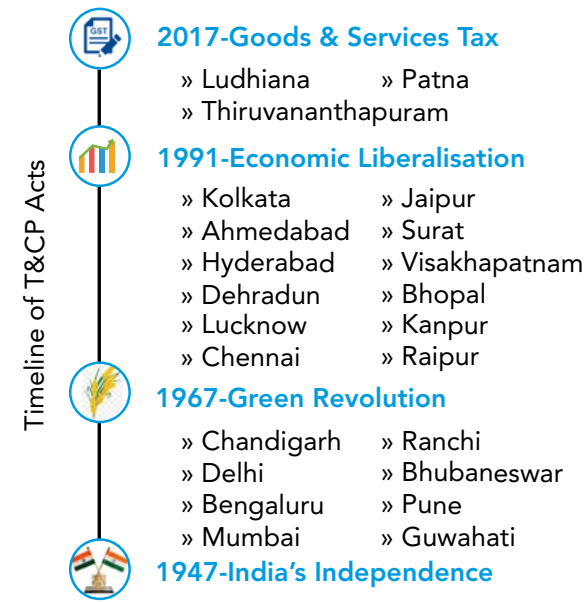 Timeline of T&CP Acts
GST
2017-Goods & Services Tax
» Ludhiana » Patna
» Thiruvananthapuram
1991-Economic Liberalisation
» Kolkata » Jaipur
» Ahmedabad » Surat
» Hyderabad » Visakhapatnam
» Dehradun » Bhopal
» Lucknow » Kanpur
» Chennai » Raipur
1967-Green Revolution
» Chandigarh » Ranchi
» Delhi » Bhubaneswar
» Bengaluru » Pune
» Mumbai » Guwahati
1947-India’s Independence